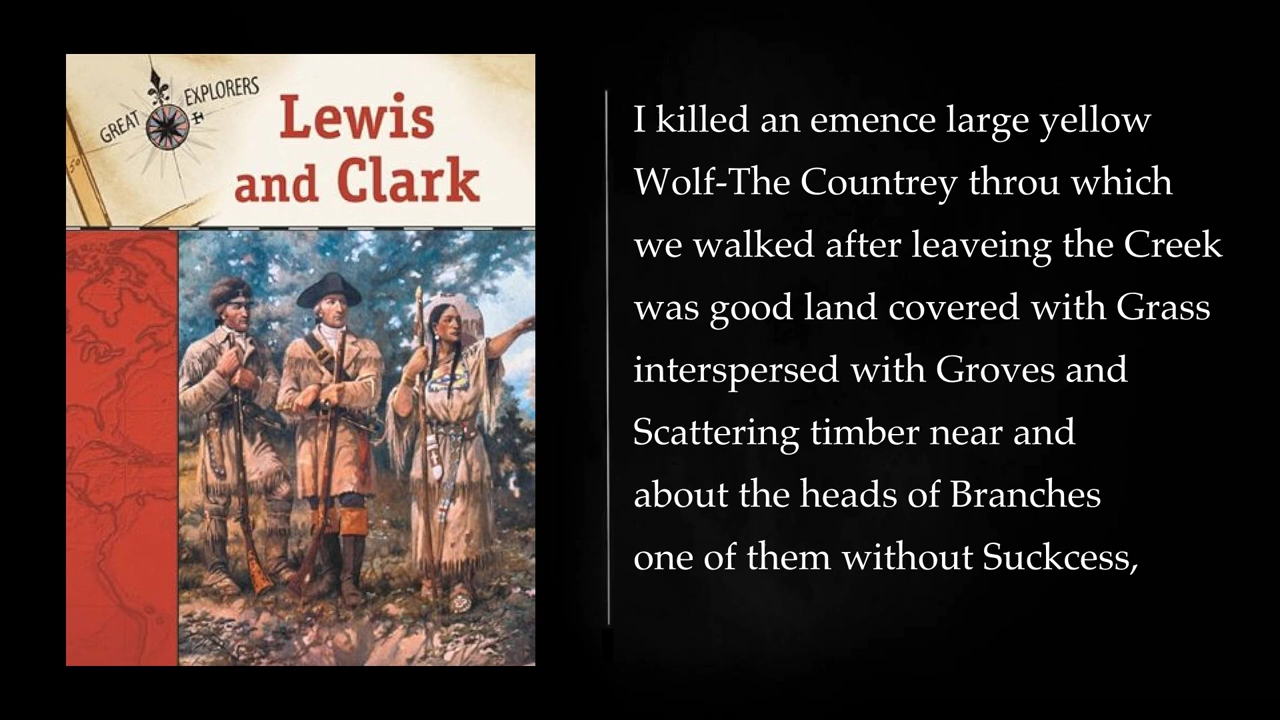 GREAT EXPLORERS
Lewis
and Clark
50
I killed an emence large yellow
Wolf-The Countrey throu which
we walked after leaveing the Creek
was good land covered with Grass
interspersed with Groves and
Scattering timber near and
about the heads of Branches
one of them without Suckcess,